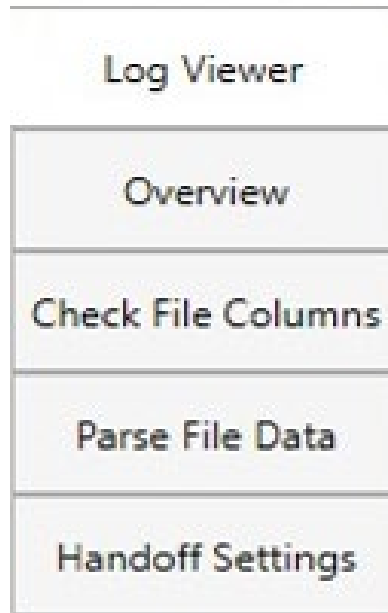 Log Viewer
Overview
Check File Columns
Parse File Data
Handoff Settings